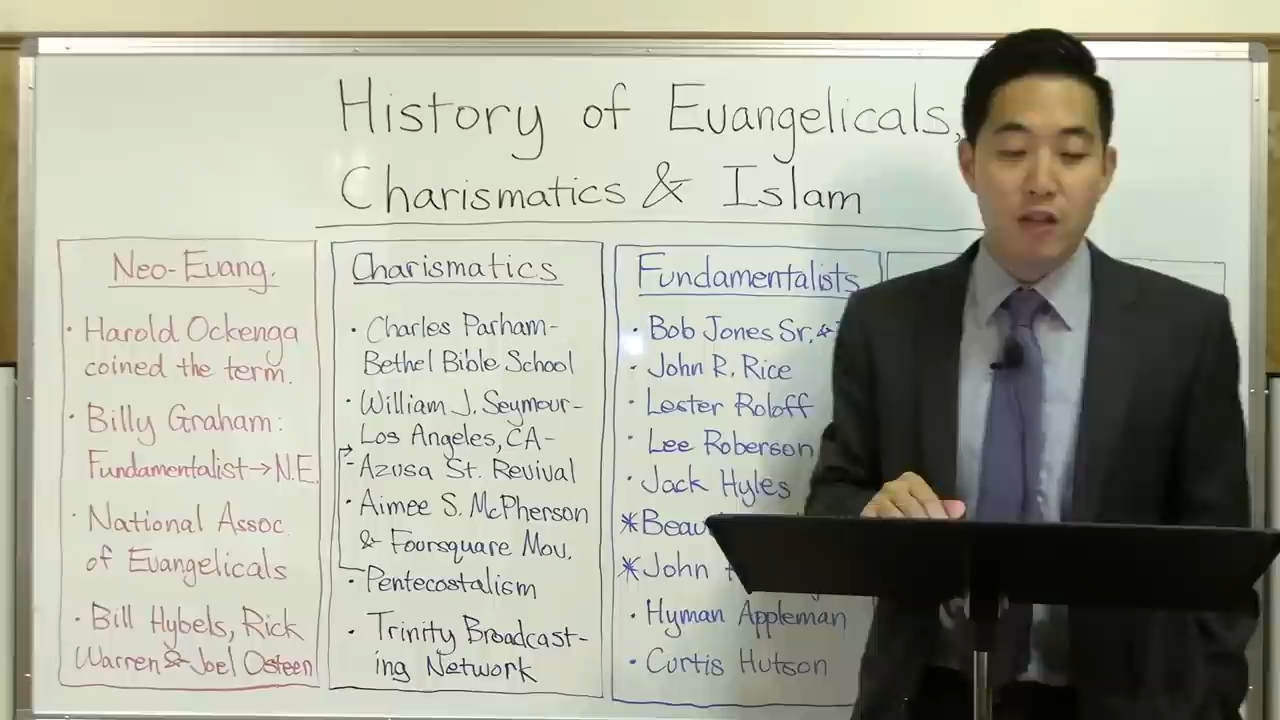 History of Evangelicals,
Charismatics & Islam
Neo-Evang.
• Harold Ockenga
coined the term.
• Billy Graham:
Fundamentalist→N.E.
• National Assoc.
of Evangelicals
• Bill Hybels, Rick
Warren & Joel Osteen
Charismatics
• Charles Parham-
Bethel Bible School
• William J. Seymour-
Los Angeles, CA-
- Azusa St. Revival
• Aimee S. McPherson
& Foursquare Mov.
• Pentecostalism
• Trinity Broadcast-
ing Network
Fundamentalists
• Bob Jones Sr. &
• John R. Rice
• Lester Roloff
• Lee Roberson
• Jack Hyles
*Beau
*John
• Hyman Appleman
• Curtis Hutson